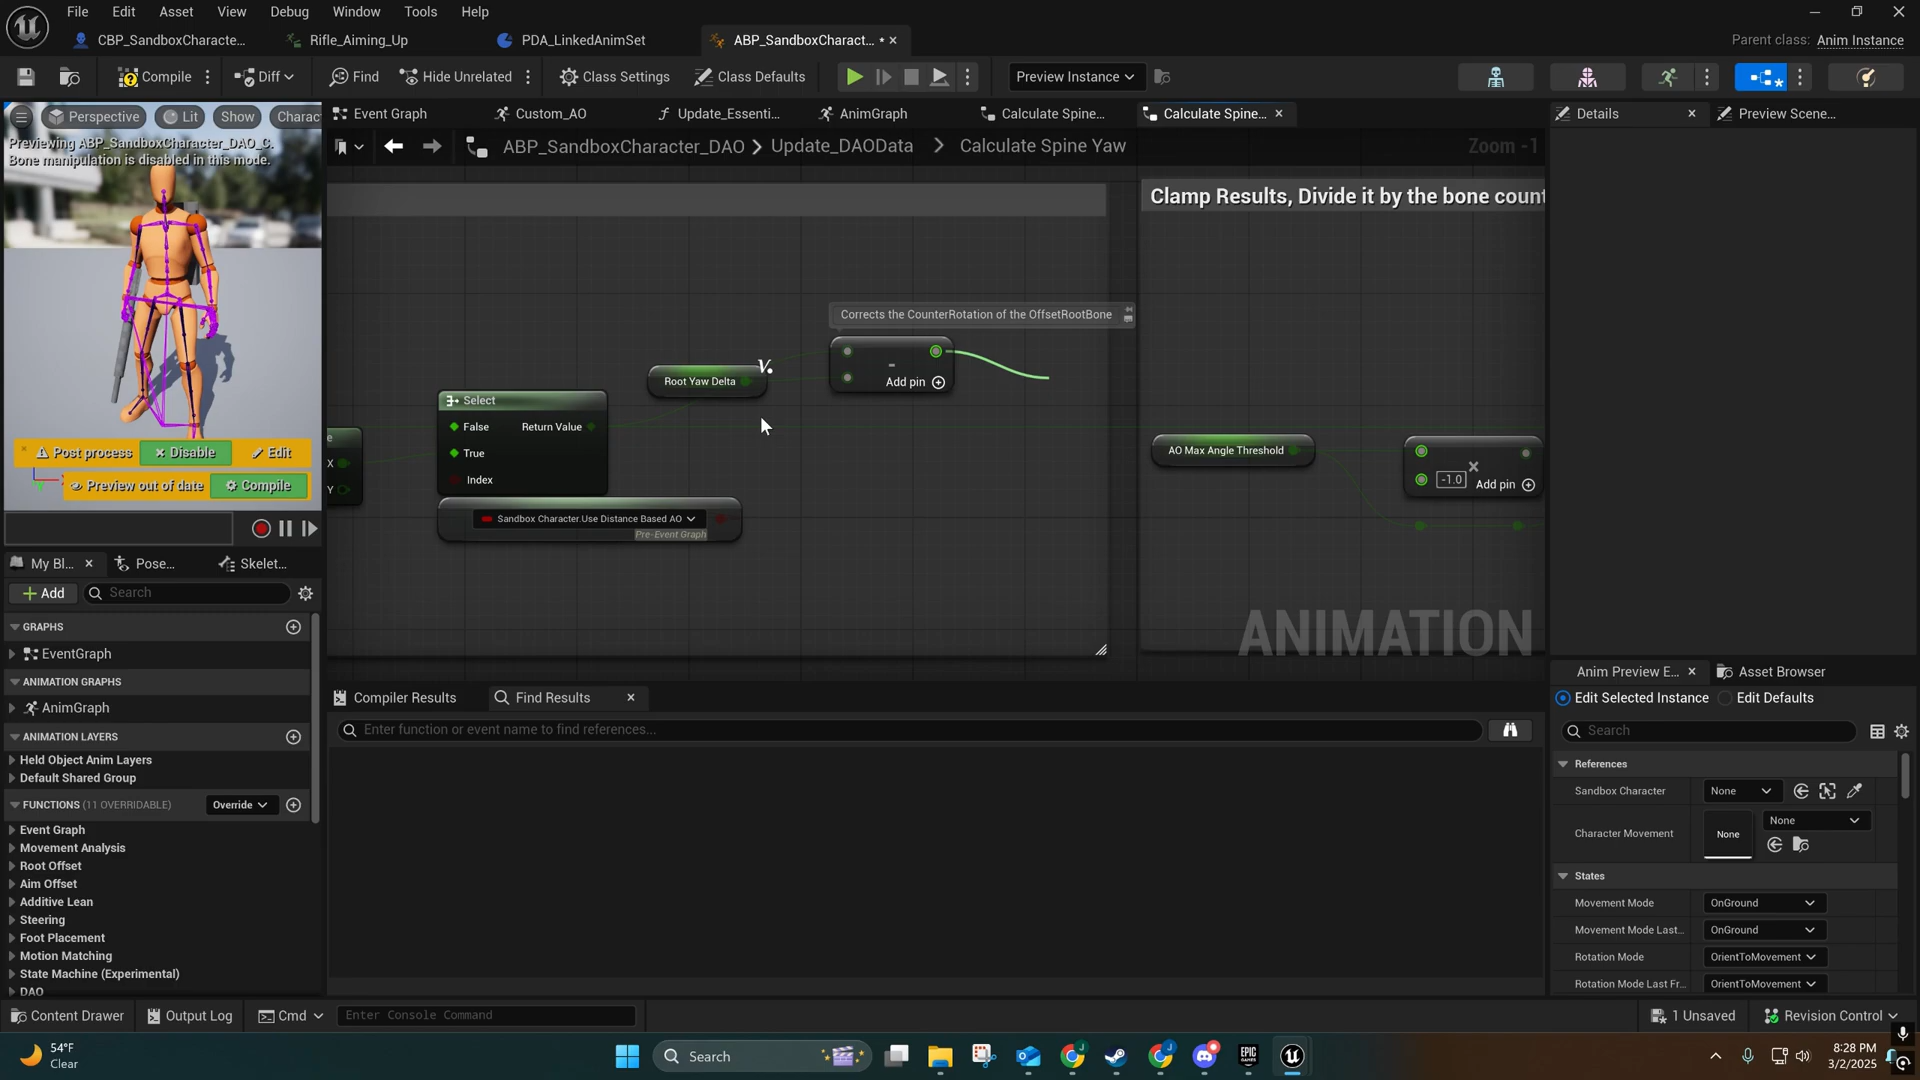 File Edit Asset View Debug Window Tools Help
CBP_SandboxCharacte... Rifle_Aiming_Up PDA_LinkedAnimSet ABP_SandboxCharact... •
Parent class: Anim Instance
Compile Diff Find Hide Unrelated Class Settings Class Defaults Preview Instance
Perspective Lit Show Charac
Previewing ABP_SandboxCharacter_DAO_C.
Bone manipulation is disabled in this mode.
Post process Disable Edit
Preview out of date Compile
Event Graph Custom_AO Update_Essenti... AnimGraph Calculate Spine... Calculate Spine...
ABP_SandboxCharacter_DAO > Update_DAOData > Calculate Spine Yaw
Zoom -1
Clamp Results, Divide it by the bone count
Corrects the CounterRotation of the OffsetRootBone
Root Yaw Delta
-
Add pin
Select
False Return Value
True
Index
X
Y
Sandbox Character.Use Distance Based AO
Pre-Event Graph
AO Max Angle Threshold
-1.0 Add pin
ANIMATION
My Bl... Pose... Skelet...
Add Search
GRAPHS
EventGraph
ANIMATION GRAPHS
AnimGraph
ANIMATION LAYERS
Held Object Anim Layers
Default Shared Group
FUNCTIONS (11 OVERRIDABLE) Override
Event Graph
Movement Analysis
Root Offset
Aim Offset
Additive Lean
Steering
Foot Placement
Motion Matching
State Machine (Experimental)
DAO
Compiler Results Find Results
Enter function or event name to find references...
Details Preview Scene...
Anim Preview E... Asset Browser
Edit Selected Instance Edit Defaults
Search
References
Sandbox Character None
Character Movement None None
States
Movement Mode OnGround
Movement Mode Last... OnGround
Rotation Mode OrientToMovement
Rotation Mode Last Fr... OrientToMovement
Content Drawer Output Log Cmd Enter Console Command 1 Unsaved Revision Control
54°F
Clear
Search
EPIC GAMES
8:28 PM
3/2/2025